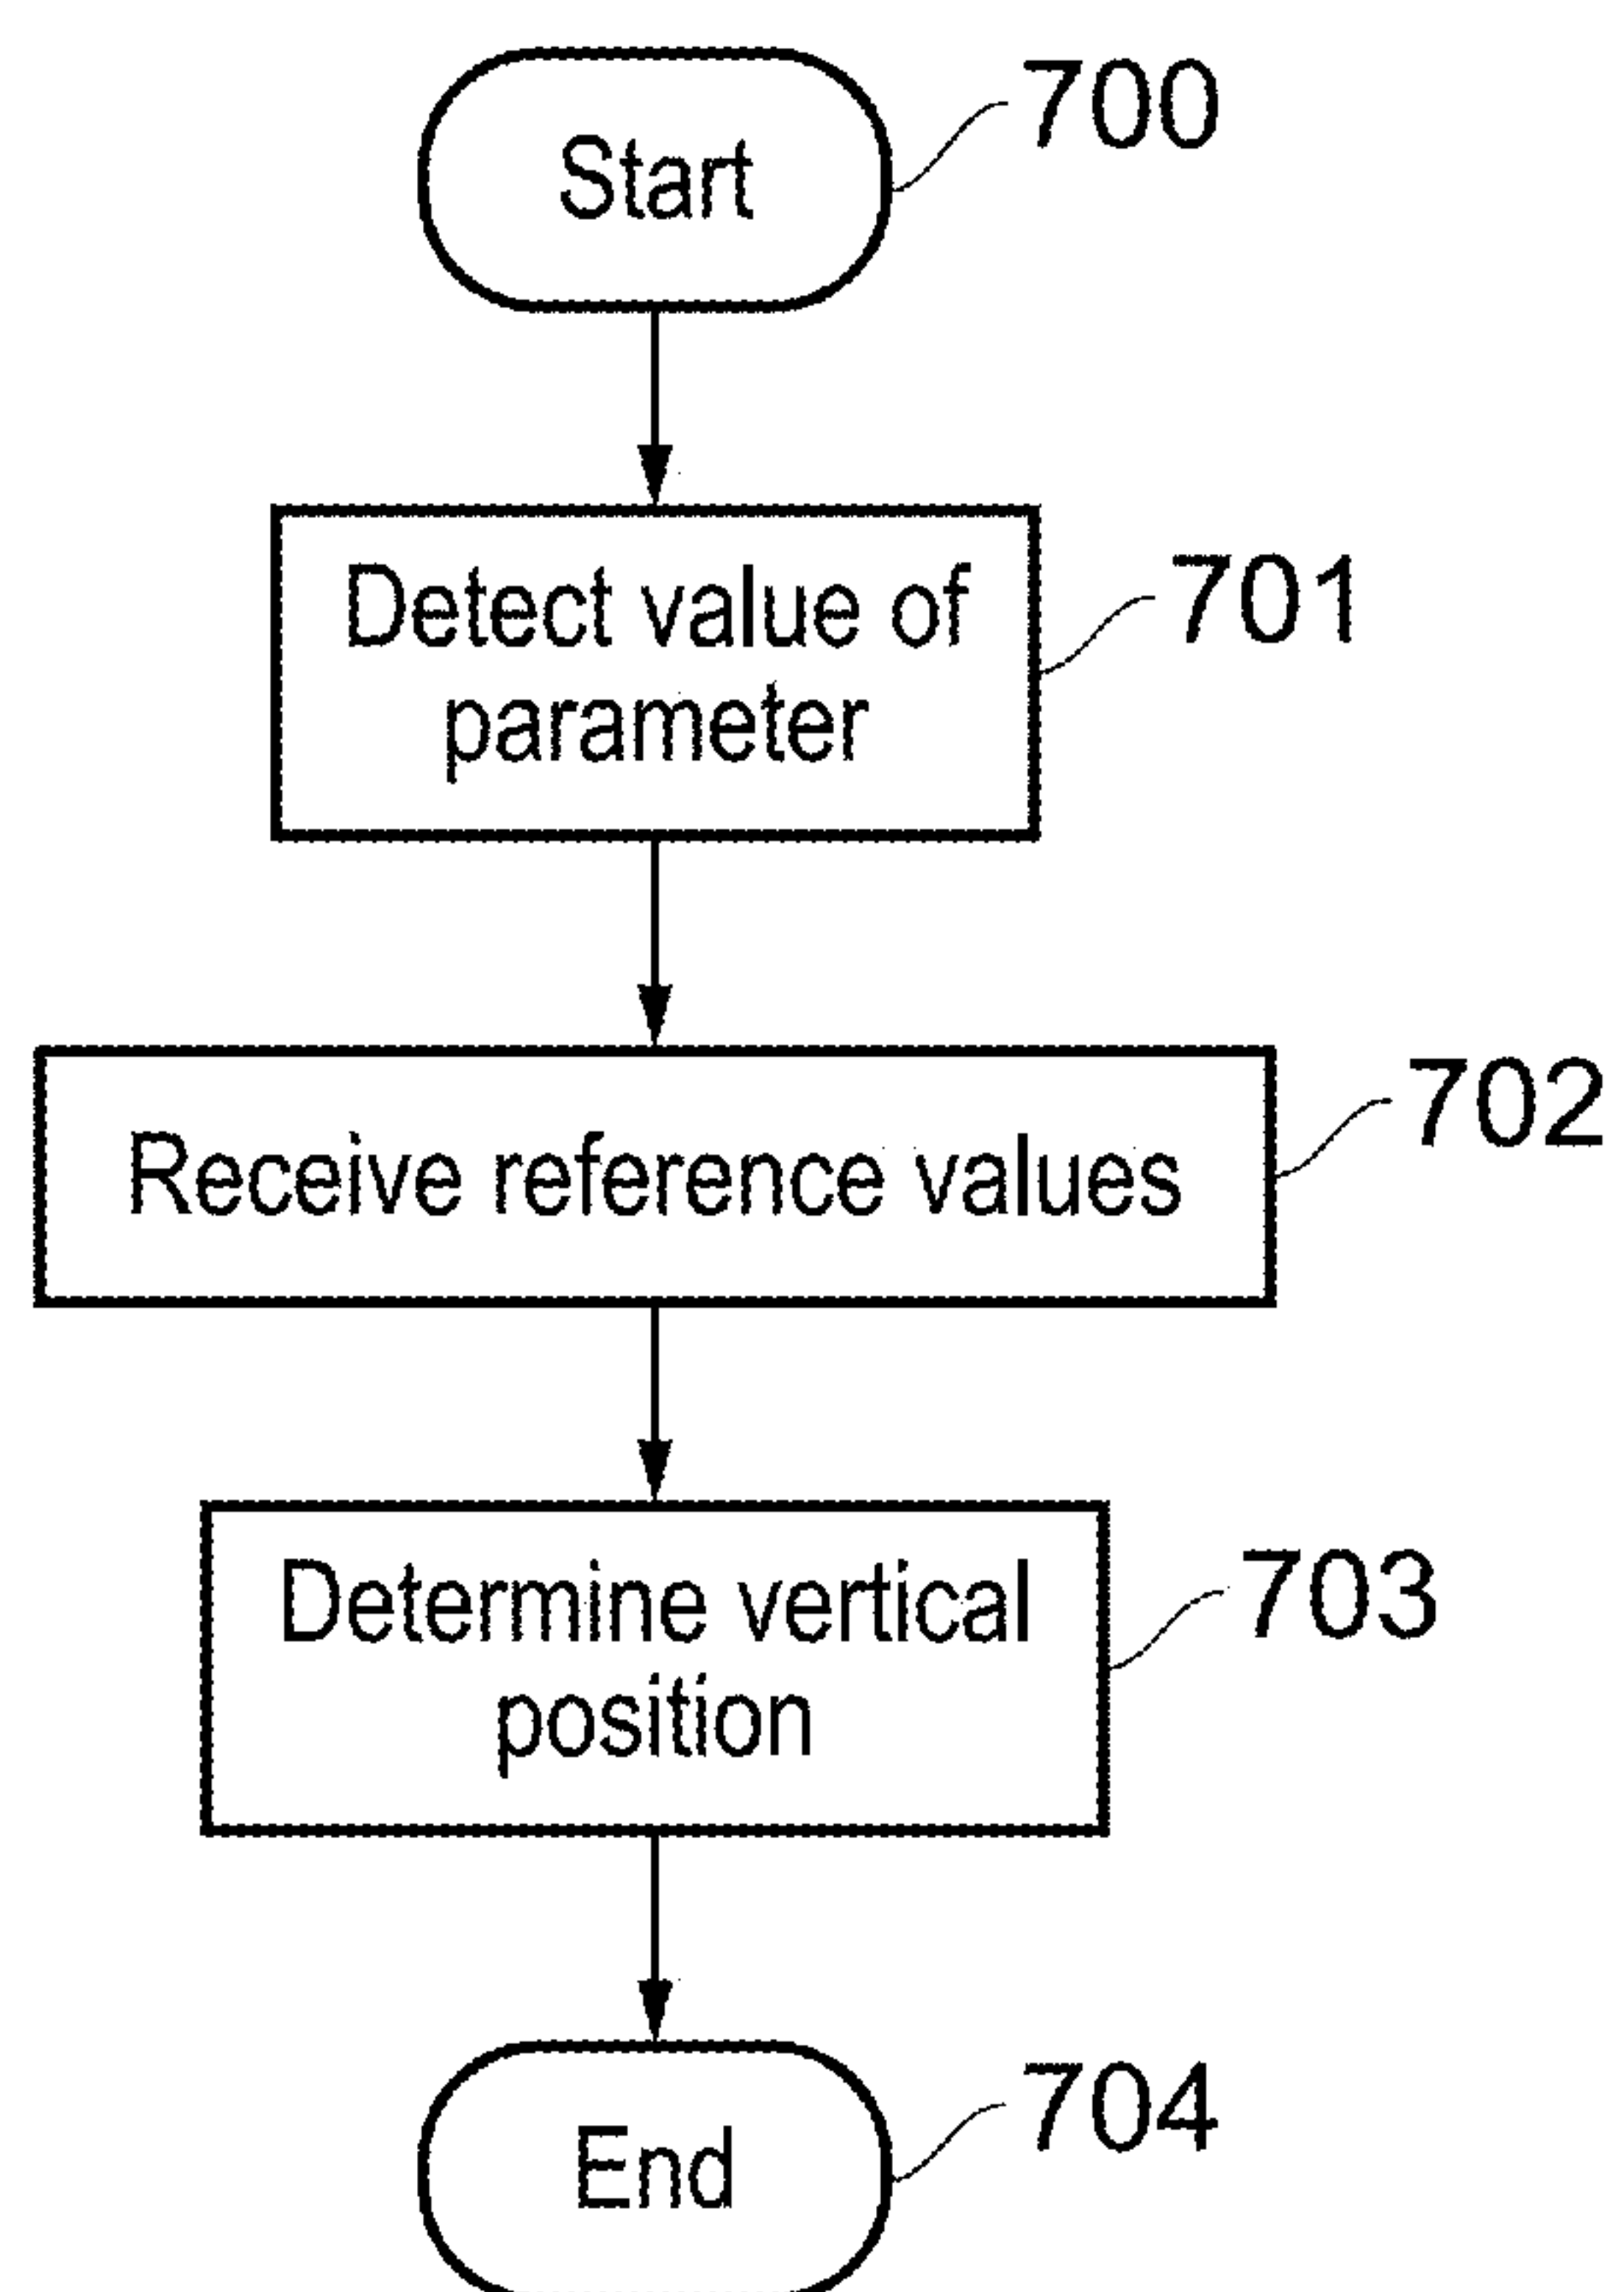 Start
700
Detect value of
parameter
701
Receive reference values
702
Determine vertical
position
703
End
704